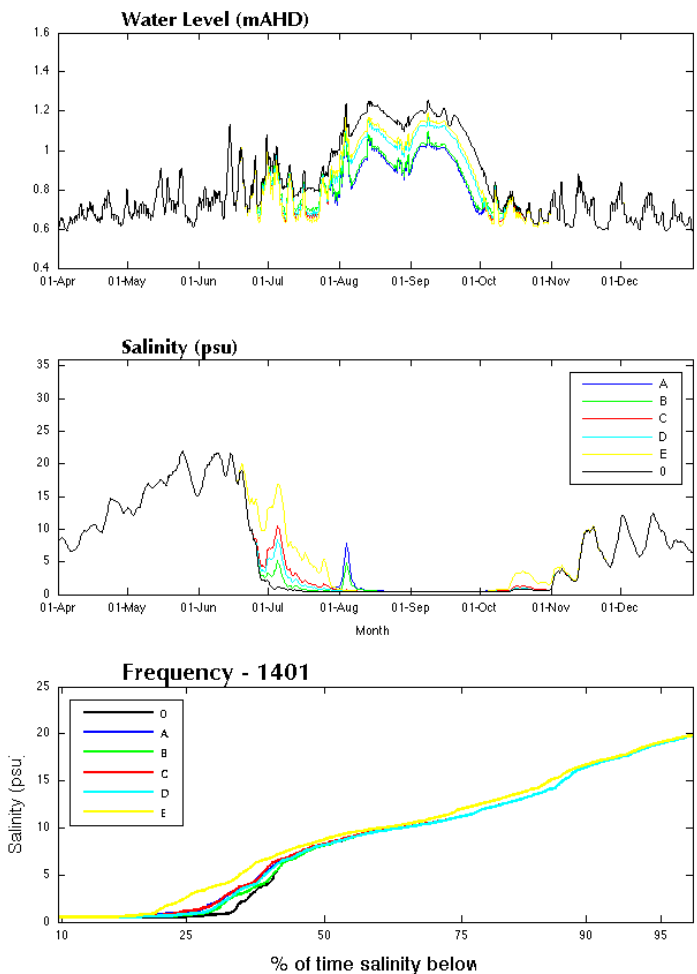 Water Level (mAHD)
1.6
1.4
1.2
1
0.8
0.6
0.4
01-Apr 01-May 01-Jun 01-Jul 01-Aug 01-Sep 01-Oct 01-Nov 01-Dec
Salinity (psu)
35
30
25
20
15
10
5
0
A
B
C
D
E
0
01-Apr 01-May 01-Jun 01-Jul 01-Aug 01-Sep 01-Oct 01-Nov 01-Dec
Month
Frequency - 1401
25
20
15
10
5
0
Salinity (psu)
0
A
B
C
D
E
10 25 50 75 90 95
% of time salinity below